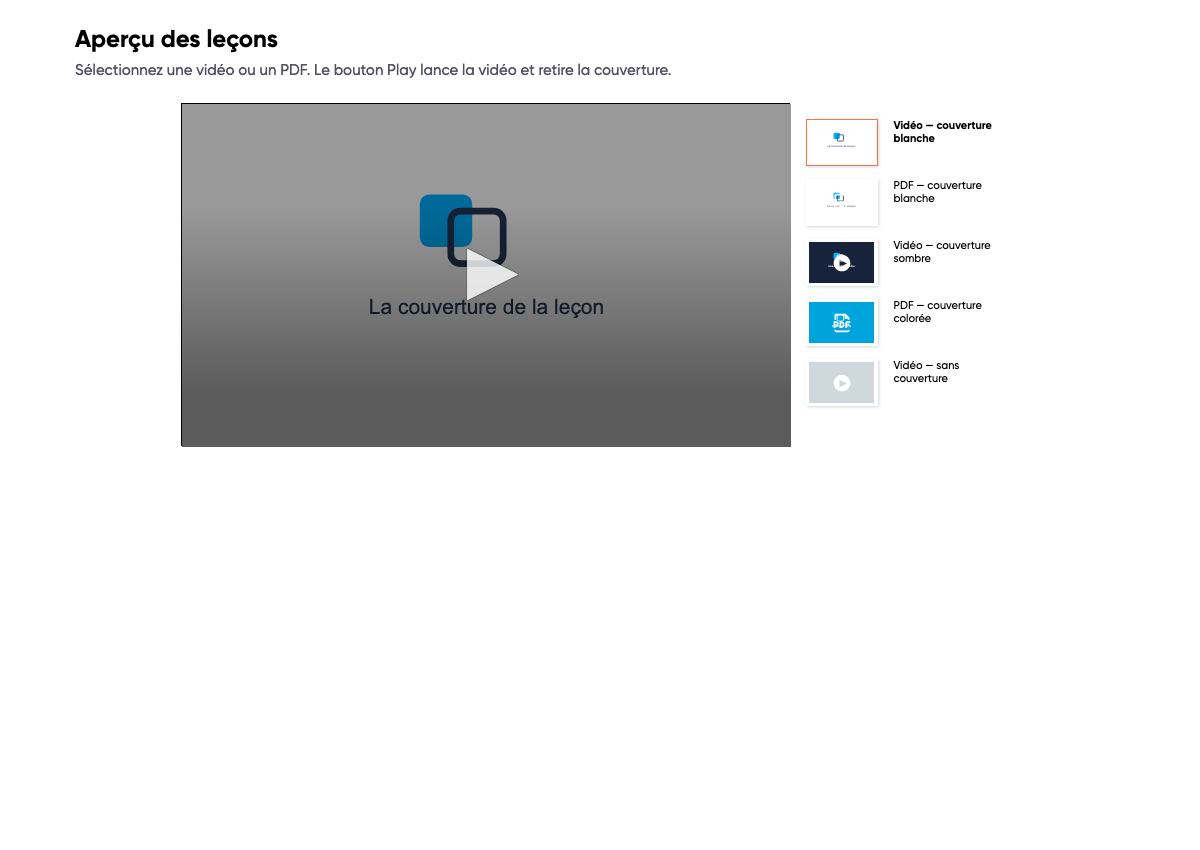 Aperçu des leçons
Sélectionnez une vidéo ou un PDF. Le bouton Play lance la vidéo et retire la couverture.
La couverture de la leçon
Vidéo — couverture
blanche
PDF — couverture
blanche
Vidéo — couverture
sombre
PDF
PDF — couverture
colorée
Vidéo — sans
couverture